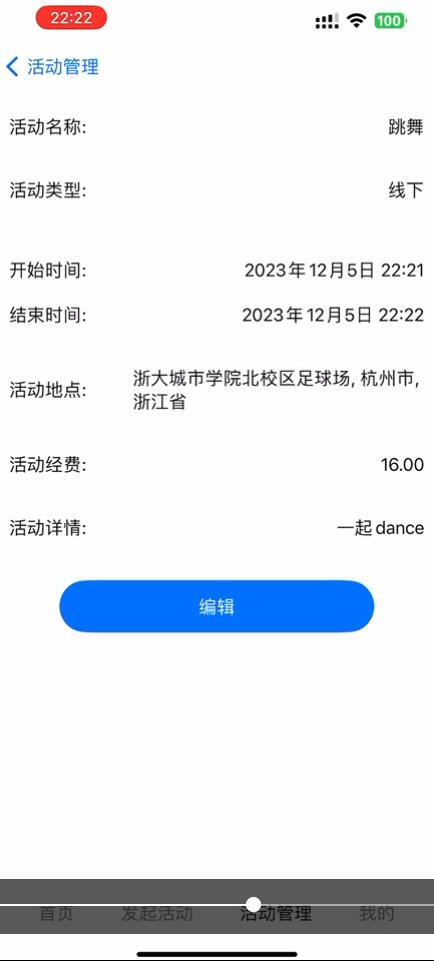 22:22
100
活动管理
活动名称: 跳舞
活动类型: 线下
开始时间: 2023年12月5日 22:21
结束时间: 2023年12月5日 22:22
活动地点: 浙大城市学院北校区足球场, 杭州市,
浙江省
活动经费: 16.00
活动详情: 一起dance
编辑
首页 发起活动 活动管理 我的